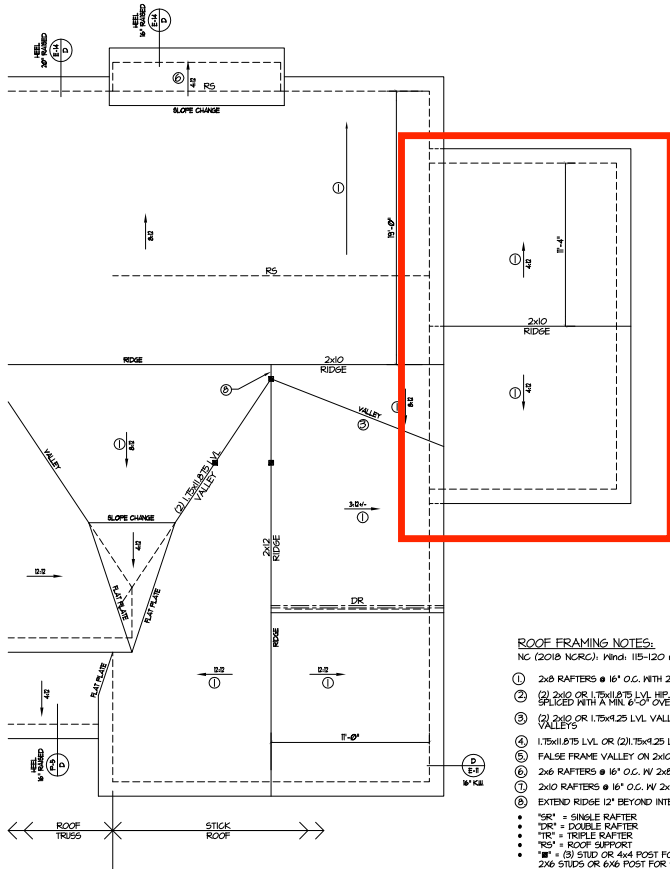 HEEL
20" RAISED
E-14
D
HEEL
16" RAISED
E-14
D
6
4:12
RS
SLOPE CHANGE
1
8:12
19'-0"
RS
1
4:12
11'-4"
2x10
RIDGE
1
4:12
RIDGE
2x10
RIDGE
8
1
8:12
VALLEY
3
VALLEY
1
8:12
(2) 1.75x11.875 LVL
VALLEY
3:12+/-
1
SLOPE CHANGE
4:12
2x12
RIDGE
12:12
FLAT PLATE
FLAT PLATE
DR
RIDGE
FLAT PLATE
12:12
1
12:12
1
4:12
11'-0"
HEEL
16" RAISED
F-5
D
D
E-11
16" KW
ROOF
TRUSS
STICK
ROOF
ROOF FRAMING NOTES:
NC (2018 NCRC): Wind: 115-120
1. 2x8 RAFTERS @ 16" O.C. WITH 2
2. (2) 2x10 OR 1.75x11.875 LVL HIP.
SPLICED WITH A MIN. 6'-0" OVE
3. (2) 2x10 OR 1.75x9.25 LVL VALL
VALLEYS
4. 1.75x11.875 LVL OR (2)1.75x9.25 L
5. FALSE FRAME VALLEY ON 2x10
6. 2x6 RAFTERS @ 16" O.C. W/ 2x6
7. 2x10 RAFTERS @ 16" O.C. W/ 2x
8. EXTEND RIDGE 12" BEYOND INTE
• "SR" = SINGLE RAFTER
• "DR" = DOUBLE RAFTER
• "TR" = TRIPLE RAFTER
• "RS" = ROOF SUPPORT
• "■" = (3) STUD OR 4x4 POST FO
2X6 STUDS OR 6X6 POST FOR